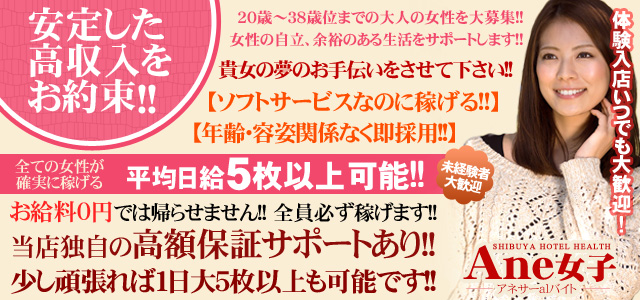 安定した
高収入を
お約束!!
20歳～38歳位までの大人の女性を大募集!!
女性の自立、余裕のある生活をサポートします!!
貴女の夢のお手伝いをさせて下さい!!
【ソフトサービスなのに稼げる!!】
【年齢・容姿関係なく即採用!!】
体験入店いつでも大歓迎！
全ての女性が
確実に稼げる
平均日給5枚以上可能!!
未経験者
大歓迎
お給料0円では帰らせません!! 全員必ず稼げます!!
当店独自の高額保証サポートあり!!
少し頑張れば1日大5枚以上も可能です!!
SHIBUYA HOTEL HEALTH
Ane女子
アネサーalバイト